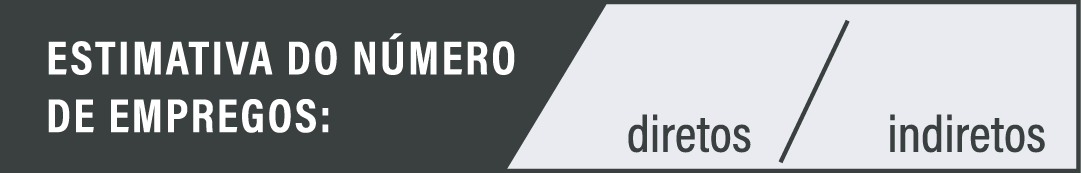 ESTIMATIVA DO NÚMERO
DE EMPREGOS:
diretos / indiretos